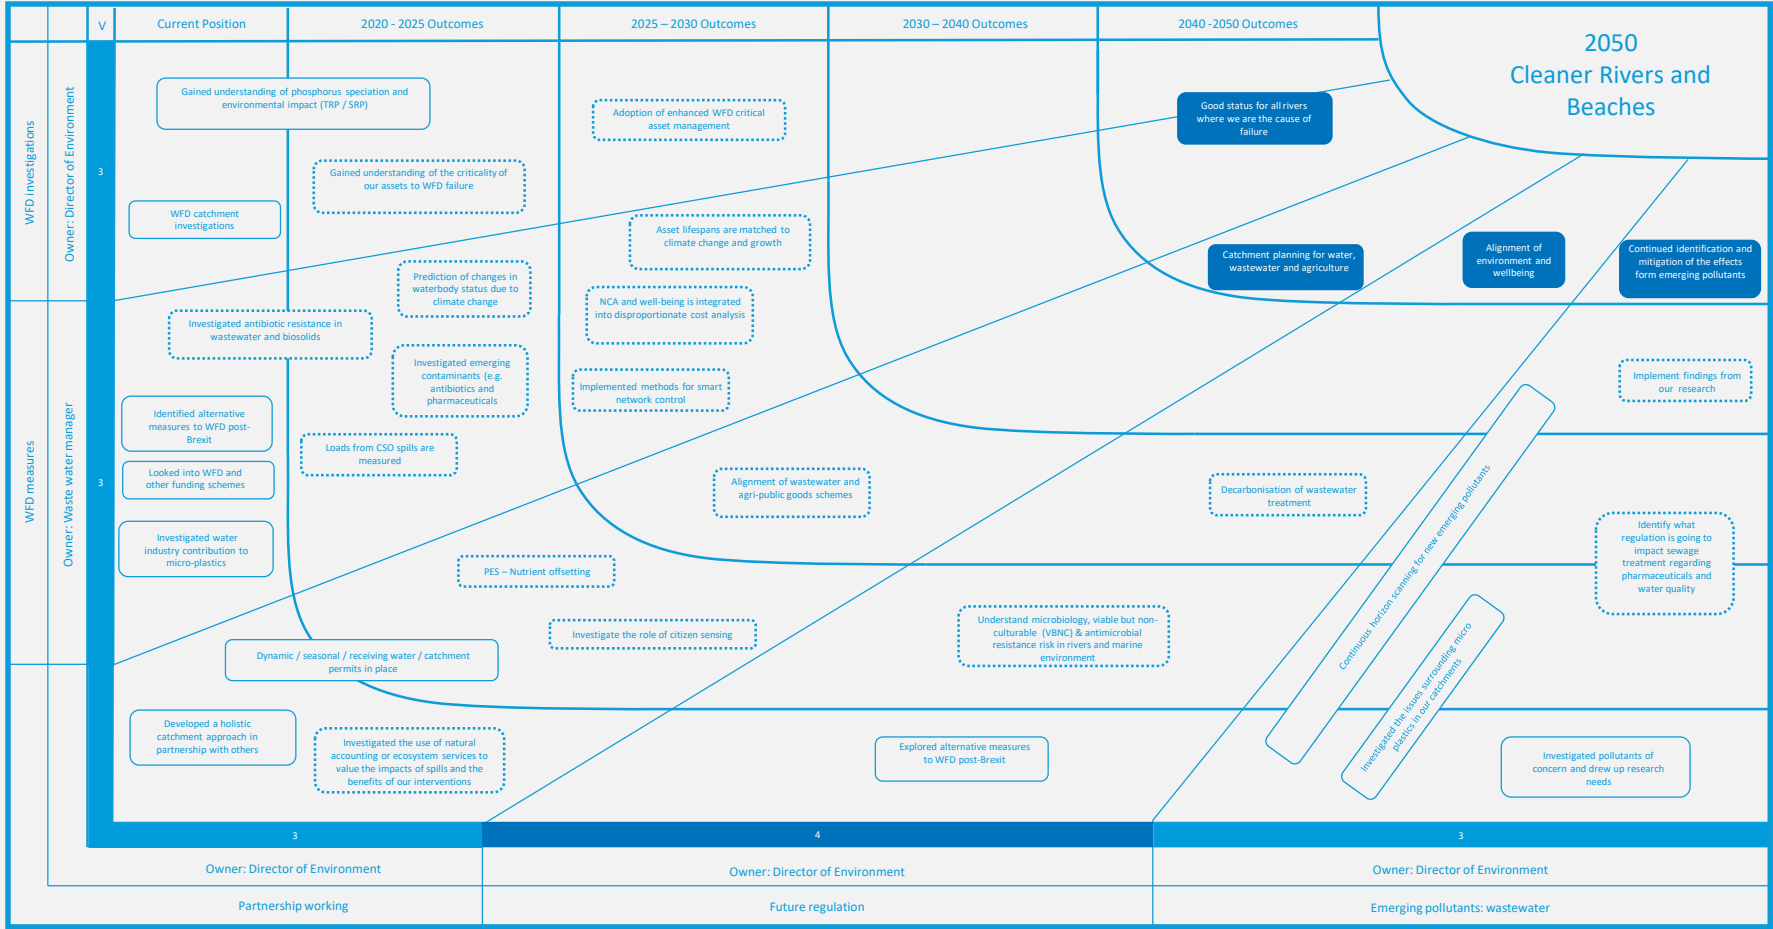 V
Current Position
2020 - 2025 Outcomes
2025 – 2030 Outcomes
2030 – 2040 Outcomes
2040 -2050 Outcomes
2050
Cleaner Rivers and
Beaches
WFD investigations
Owner: Director of Environment
3
WFD measures
Owner: Waste water manager
3
Gained understanding of phosphorus speciation and
environmental impact (TRP / SRP)
Adoption of enhanced WFD critical
asset management
Good status for all rivers
where we are the cause of
failure
Gained understanding of the criticality of
our assets to WFD failure
WFD catchment
investigations
Asset lifespans are matched to
climate change and growth
Catchment planning for water,
wastewater and agriculture
Alignment of
environment and
wellbeing
Continued identification and
mitigation of the effects
form emerging pollutants
Prediction of changes in
waterbody status due to
climate change
NCA and well-being is integrated
into disproportionate cost analysis
Investigated antibiotic resistance in
wastewater and biosolids
Investigated emerging
contaminants (e.g.
antibiotics and
pharmaceuticals
Implemented methods for smart
network control
Implement findings from
our research
Identified alternative
measures to WFD post-
Brexit
Loads from CSO spills are
measured
Looked into WFD and
other funding schemes
Alignment of wastewater and
agri-public goods schemes
Decarbonisation of wastewater
treatment
Continuous horizon scanning for new emerging pollutants
Identify what
regulation is going to
impact sewage
treatment regarding
pharmaceuticals and
water quality
Investigated water
industry contribution to
micro-plastics
PES – Nutrient offsetting
Investigate the role of citizen sensing
Understand microbiology, viable but non-
culturable (VBNC) & antimicrobial
resistance risk in rivers and marine
environment
Investigated the issues surrounding micro
plastics in our catchments
Dynamic / seasonal / receiving water / catchment
permits in place
Developed a holistic
catchment approach in
partnership with others
Investigated the use of natural
accounting or ecosystem services to
value the impacts of spills and the
benefits of our interventions
Explored alternative measures
to WFD post-Brexit
Investigated pollutants of
concern and drew up research
needs
3
4
3
Owner: Director of Environment
Owner: Director of Environment
Owner: Director of Environment
Partnership working
Future regulation
Emerging pollutants: wastewater